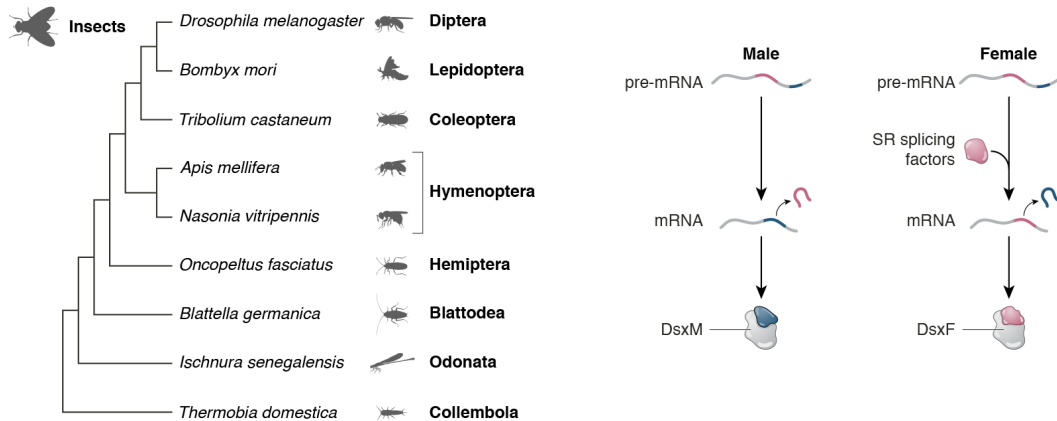 Insects
Drosophila melanogaster Diptera
Bombyx mori Lepidoptera
Tribolium castaneum Coleoptera
Apis mellifera
Hymenoptera
Nasonia vitripennis
Oncopeltus fasciatus Hemiptera
Blattella germanica Blattodea
Ischnura senegalensis Odonata
Thermobia domestica Collembola
Male
pre-mRNA
mRNA
DsxM
Female
pre-mRNA
SR splicing
factors
mRNA
DsxF